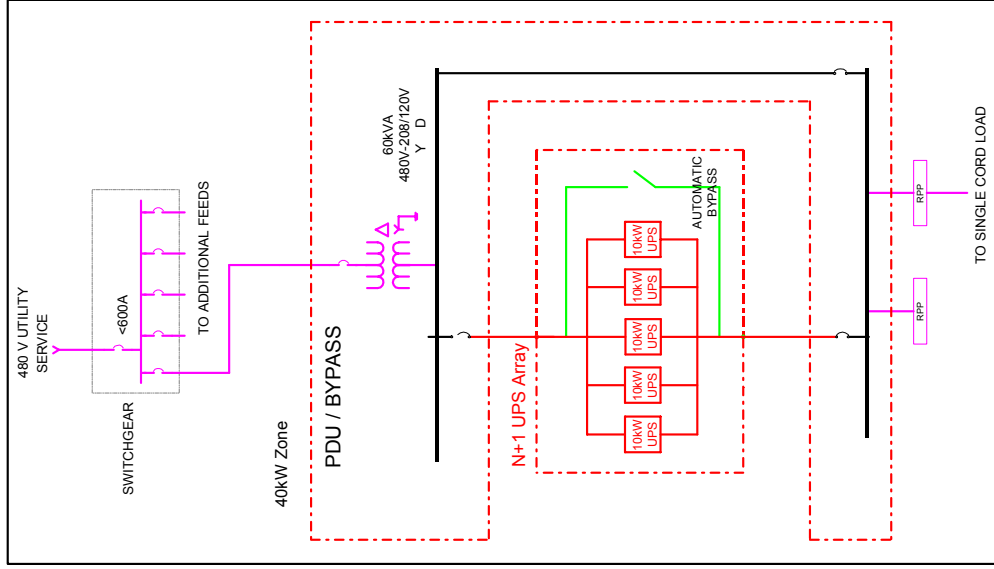 480 V UTILITY
SERVICE
<600A
SWITCHGEAR
TO ADDITIONAL FEEDS
40kW Zone
PDU / BYPASS
60kVA
480V-208/120V
Y D
N+1 UPS Array
AUTOMATIC
BYPASS
10kW
UPS
10kW
UPS
10kW
UPS
10kW
UPS
10kW
UPS
RPP
RPP
TO SINGLE CORD LOAD